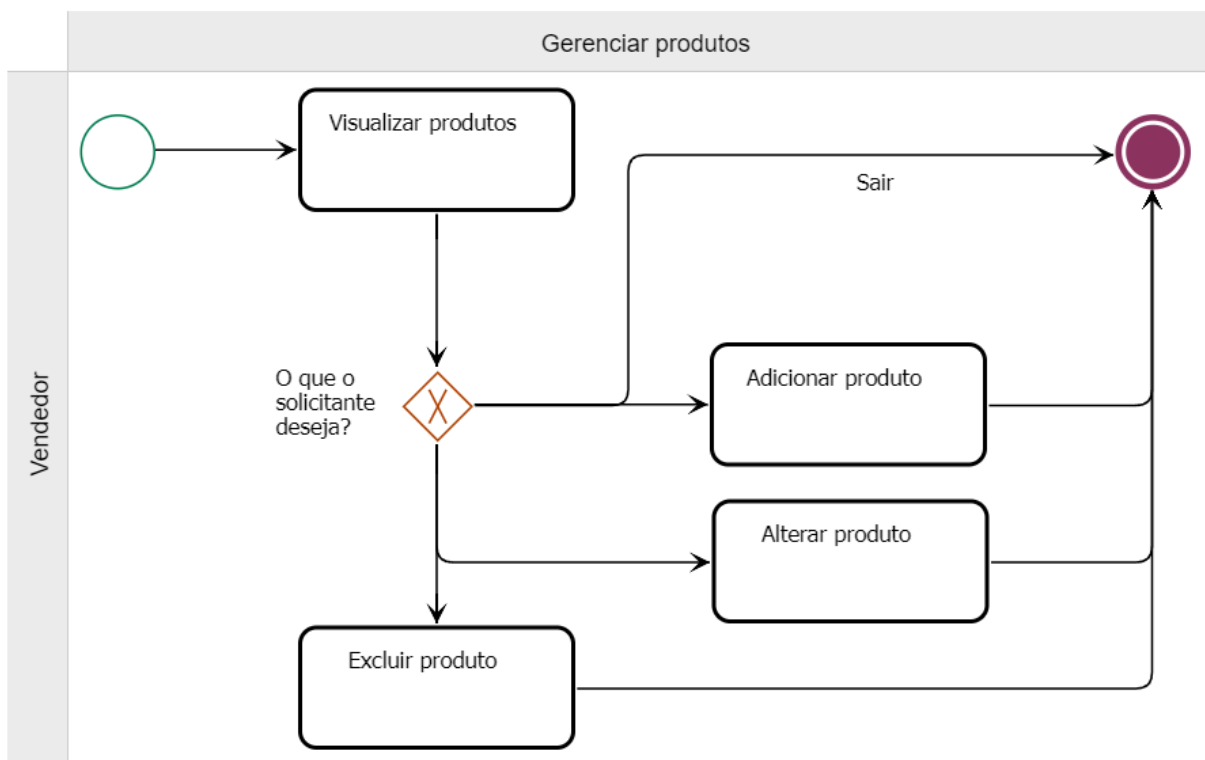 Gerenciar produtos
Vendedor
Visualizar produtos
Sair
O que o
solicitante
deseja?
X
Adicionar produto
Alterar produto
Excluir produto